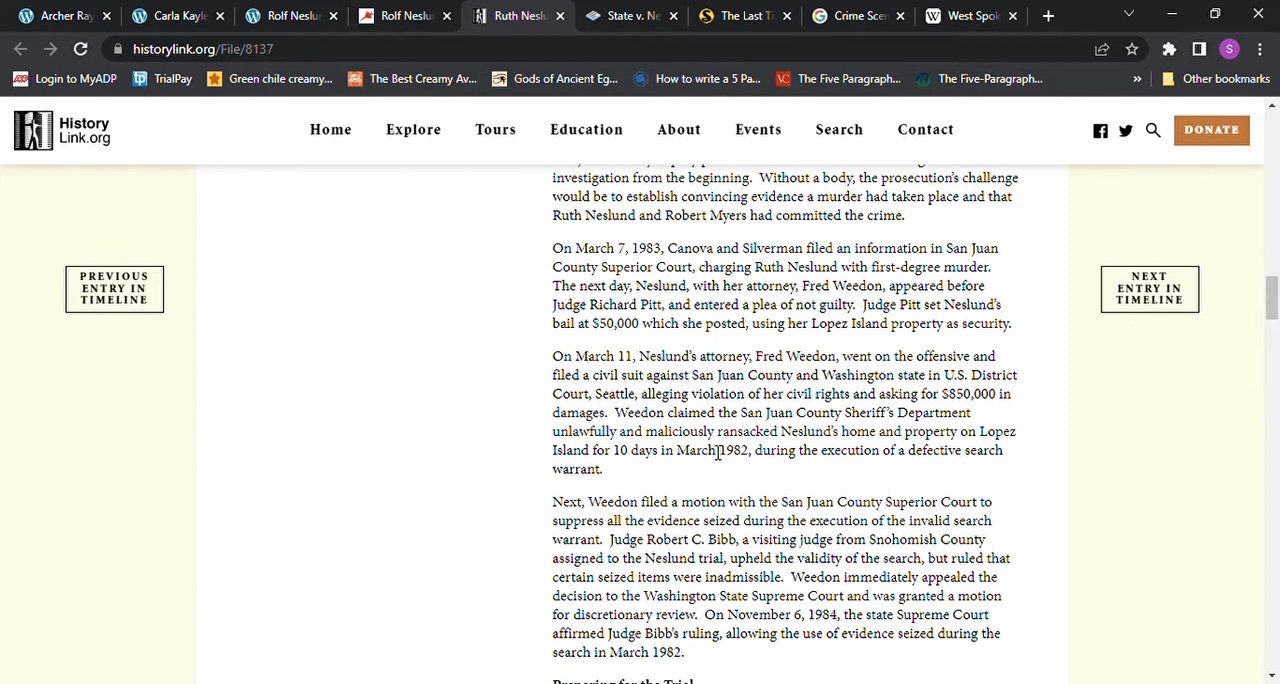 Archer Ray
Carla Kayle
Rolf Neslu
Rolf Neslu
Ruth Neslu
State v. Ne
The Last Ti
Crime Scen
West Spok
historylink.org/File/8137
S
Login to MyADP
TrialPay
Green chile creamy...
The Best Creamy Av...
Gods of Ancient Eg...
How to write a 5 Pa...
VC
The Five Paragraph...
The Five-Paragraph...
»
Other bookmarks
History
Link.org
Home
Explore
Tours
Education
About
Events
Search
Contact
DONATE
PREVIOUS
ENTRY IN
TIMELINE
NEXT
ENTRY IN
TIMELINE
investigation from the beginning. Without a body, the prosecution's challenge
would be to establish convincing evidence a murder had taken place and that
Ruth Neslund and Robert Myers had committed the crime.
On March 7, 1983, Canova and Silverman filed an information in San Juan
County Superior Court, charging Ruth Neslund with first-degree murder.
The next day, Neslund, with her attorney, Fred Weedon, appeared before
Judge Richard Pitt, and entered a plea of not guilty. Judge Pitt set Neslund's
bail at $50,000 which she posted, using her Lopez Island property as security.
On March 11, Neslund's attorney, Fred Weedon, went on the offensive and
filed a civil suit against San Juan County and Washington state in U.S. District
Court, Seattle, alleging violation of her civil rights and asking for $850,000 in
damages. Weedon claimed the San Juan County Sheriff's Department
unlawfully and maliciously ransacked Neslund's home and property on Lopez
Island for 10 days in March 1982, during the execution of a defective search
warrant.
Next, Weedon filed a motion with the San Juan County Superior Court to
suppress all the evidence seized during the execution of the invalid search
warrant. Judge Robert C. Bibb, a visiting judge from Snohomish County
assigned to the Neslund trial, upheld the validity of the search, but ruled that
certain seized items were inadmissible. Weedon immediately appealed the
decision to the Washington State Supreme Court and was granted a motion
for discretionary review. On November 6, 1984, the state Supreme Court
affirmed Judge Bibb's ruling, allowing the use of evidence seized during the
search in March 1982.
Preparing for the Trial